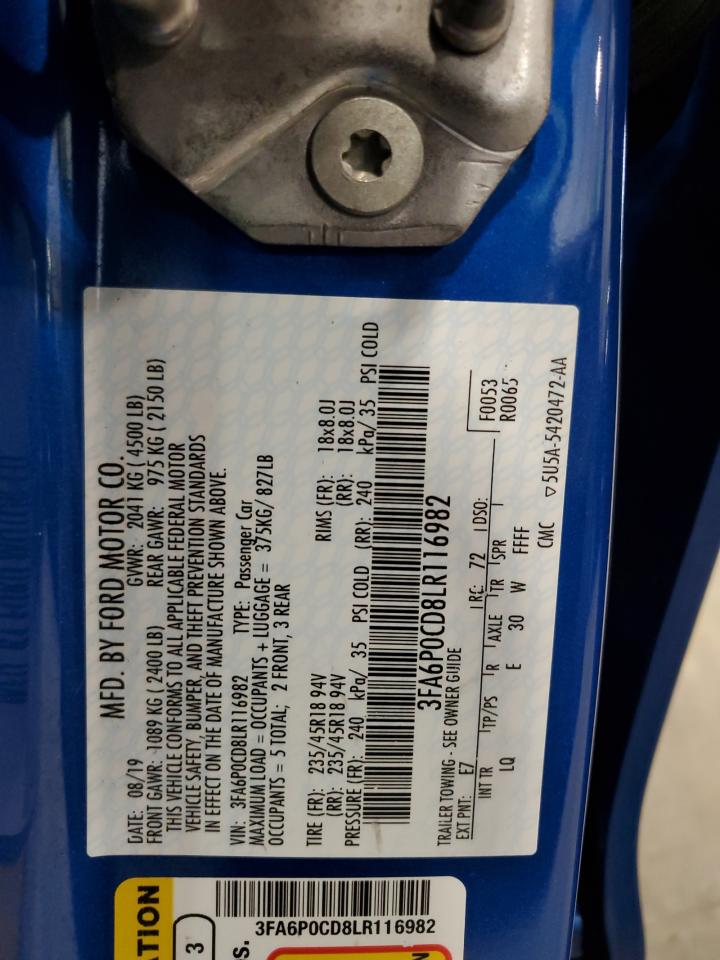 MFD. BY FORD MOTOR CO.
DATE: 08/19 GVWR: 2041 KG ( 4500 LB)
FRONT GAWR: 1089 KG ( 2400 LB) REAR GAWR: 975 KG ( 2150 LB)
THIS VEHICLE CONFORMS TO ALL APPLICABLE FEDERAL MOTOR
VEHICLE SAFETY, BUMPER, AND THEFT PREVENTION STANDARDS
IN EFFECT ON THE DATE OF MANUFACTURE SHOWN ABOVE.
VIN: 3FA6P0CD8LR116982 TYPE: Passenger Car
MAXIMUM LOAD = OCCUPANTS + LUGGAGE = 375KG/ 827LB
OCCUPANTS = 5 TOTAL; 2 FRONT, 3 REAR
TIRE (FR): 235/45R18 94V RIMS (FR): 18x8.0J
(RR): 235/45R18 94V (RR): 18x8.0J
PRESSURE (FR): 240 kPa/ 35 PSI COLD (RR): 240 kPa/ 35 PSI COLD
3FA6P0CD8LR116982
TRAILER TOWING - SEE OWNER GUIDE
EXT PNT: E7 RC: 72 DSO: F0053
R0065
INT TR TP/PS R AXLE TR SPR
LQ E 30 W FFFF
CMC ▽5U5A-5420472-AA
3FA6P0CD8LR116982
3